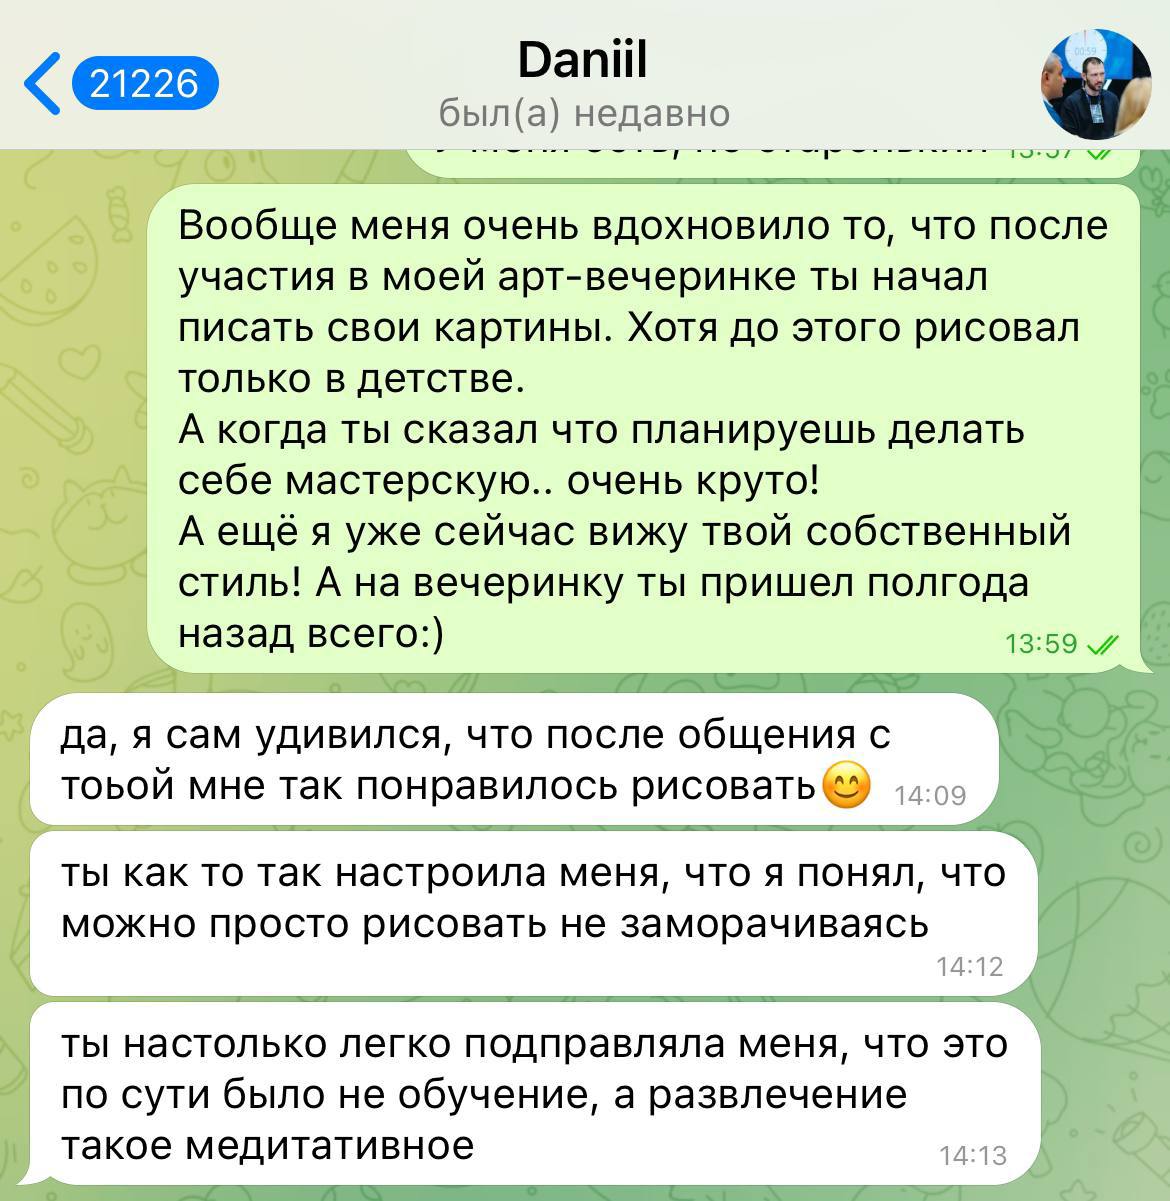 21226
Daniil
был(а) недавно
13:57
Вообще меня очень вдохновило то, что после
участия в моей арт-вечеринке ты начал
писать свои картины. Хотя до этого рисовал
только в детстве.
А когда ты сказал что планируешь делать
себе мастерскую.. очень круто!
А ещё я уже сейчас вижу твой собственный
стиль! А на вечеринку ты пришел полгода
назад всего:)
13:59
да, я сам удивился, что после общения с
тоьой мне так понравилось рисовать😊 14:09
ты как то так настроила меня, что я понял, что
можно просто рисовать не заморачиваясь
14:12
ты настолько легко подправляла меня, что это
по сути было не обучение, а развлечение
такое медитативное 14:13